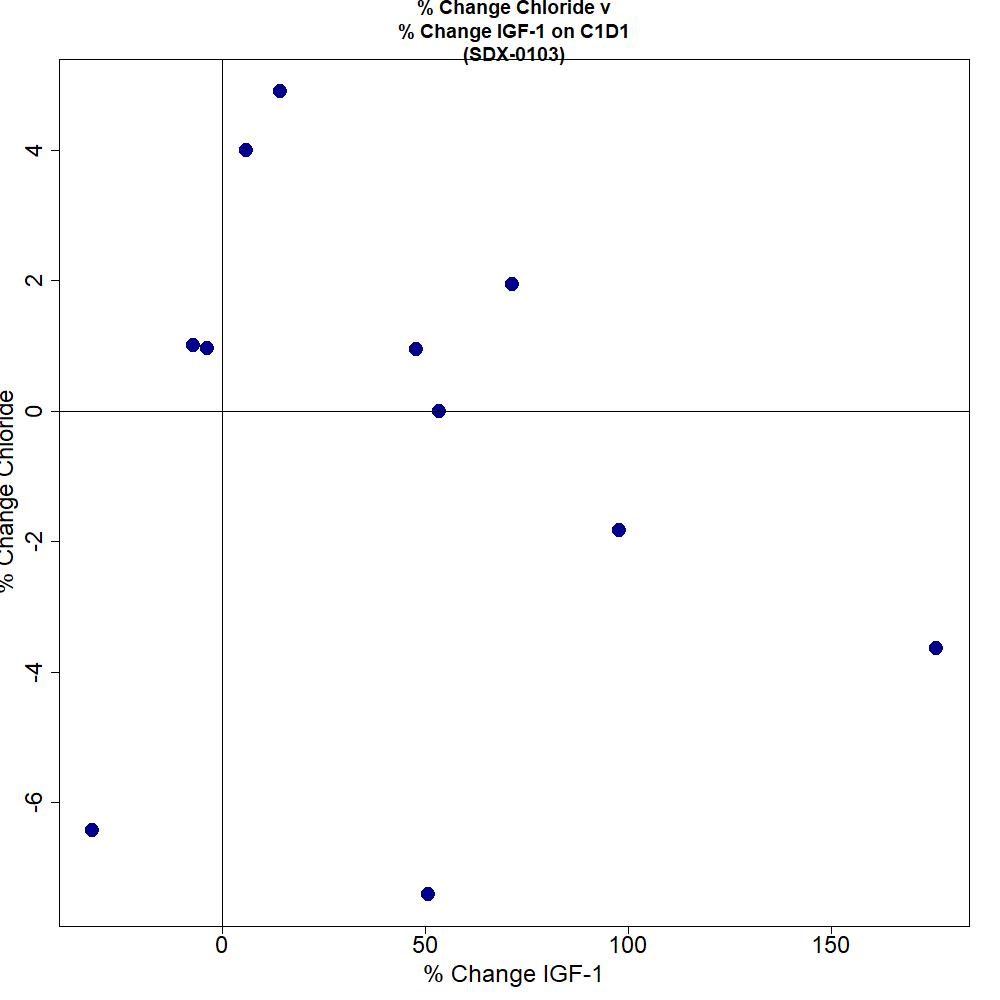 % Change Chloride v
% Change IGF-1 on C1D1
(SDX-0103)
% Change Chloride
4
2
0
-2
-4
-6
0 50 100 150
% Change IGF-1